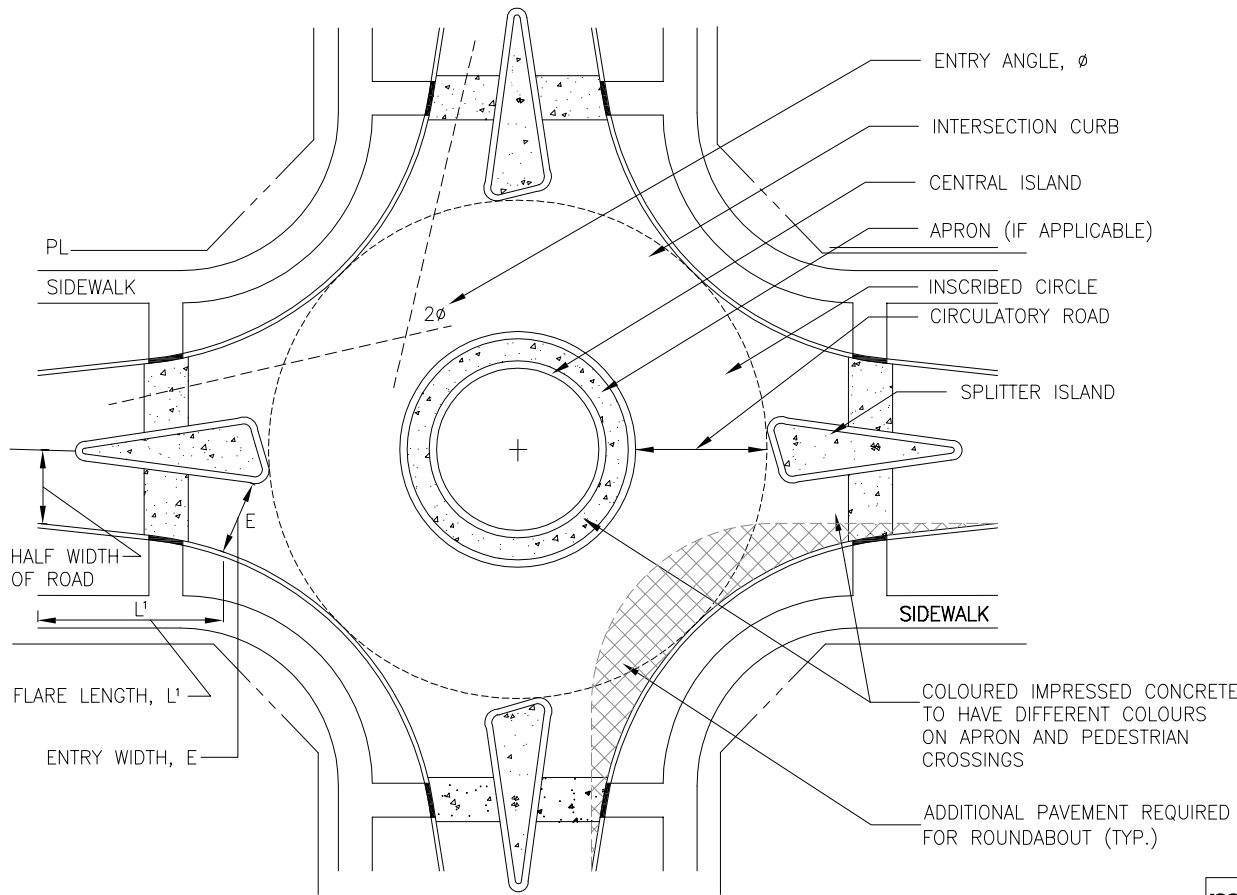 ENTRY ANGLE, ø
INTERSECTION CURB
CENTRAL ISLAND
APRON (IF APPLICABLE)
INSCRIBED CIRCLE
CIRCULATORY ROAD
SPLITTER ISLAND
PL
SIDEWALK
2ø
E
HALF WIDTH
OF ROAD
L¹
SIDEWALK
FLARE LENGTH, L¹
ENTRY WIDTH, E
COLOURED IMPRESSED CONCRETE
TO HAVE DIFFERENT COLOURS
ON APRON AND PEDESTRIAN
CROSSINGS
ADDITIONAL PAVEMENT REQUIRED
FOR ROUNDABOUT (TYP.)